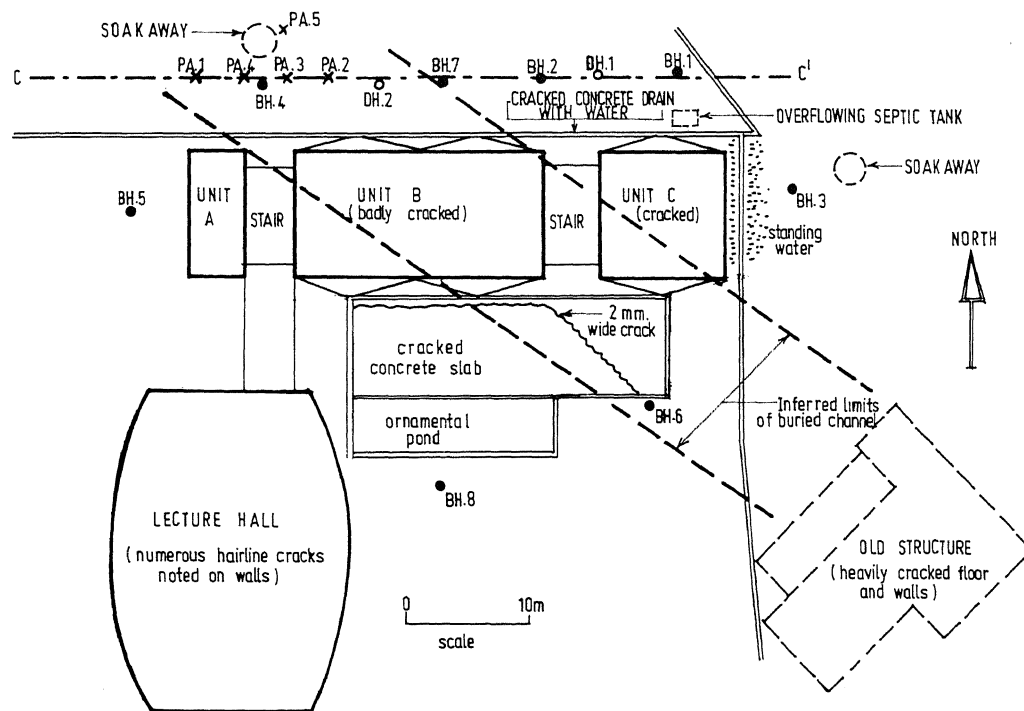 SOAK AWAY
PA.5
C
PA.1
PA.4
PA.3
PA.2
BH.4
DH.2
BH.7
BH.2
DH.1
BH.1
C'
CRACKED CONCRETE DRAIN
WITH WATER
OVERFLOWING SEPTIC TANK
SOAK AWAY
BH.5
UNIT
A
STAIR
UNIT B
(badly cracked)
STAIR
UNIT C
(cracked)
BH.3
standing
water
NORTH
2 mm.
wide crack
cracked
concrete slab
ornamental
pond
BH.6
Inferred limits
of buried channel
BH.8
LECTURE HALL
(numerous hairline cracks
noted on walls)
OLD STRUCTURE
(heavily cracked floor
and walls)
0
10m
scale